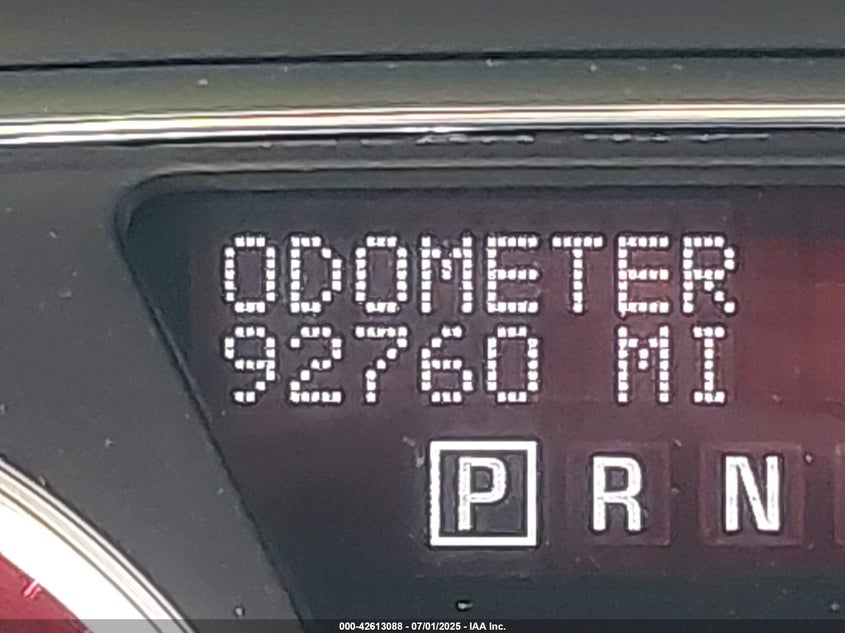 ODOMETER
92760 MI
P R N
000-42613088 - 07/01/2025 - IAA Inc.